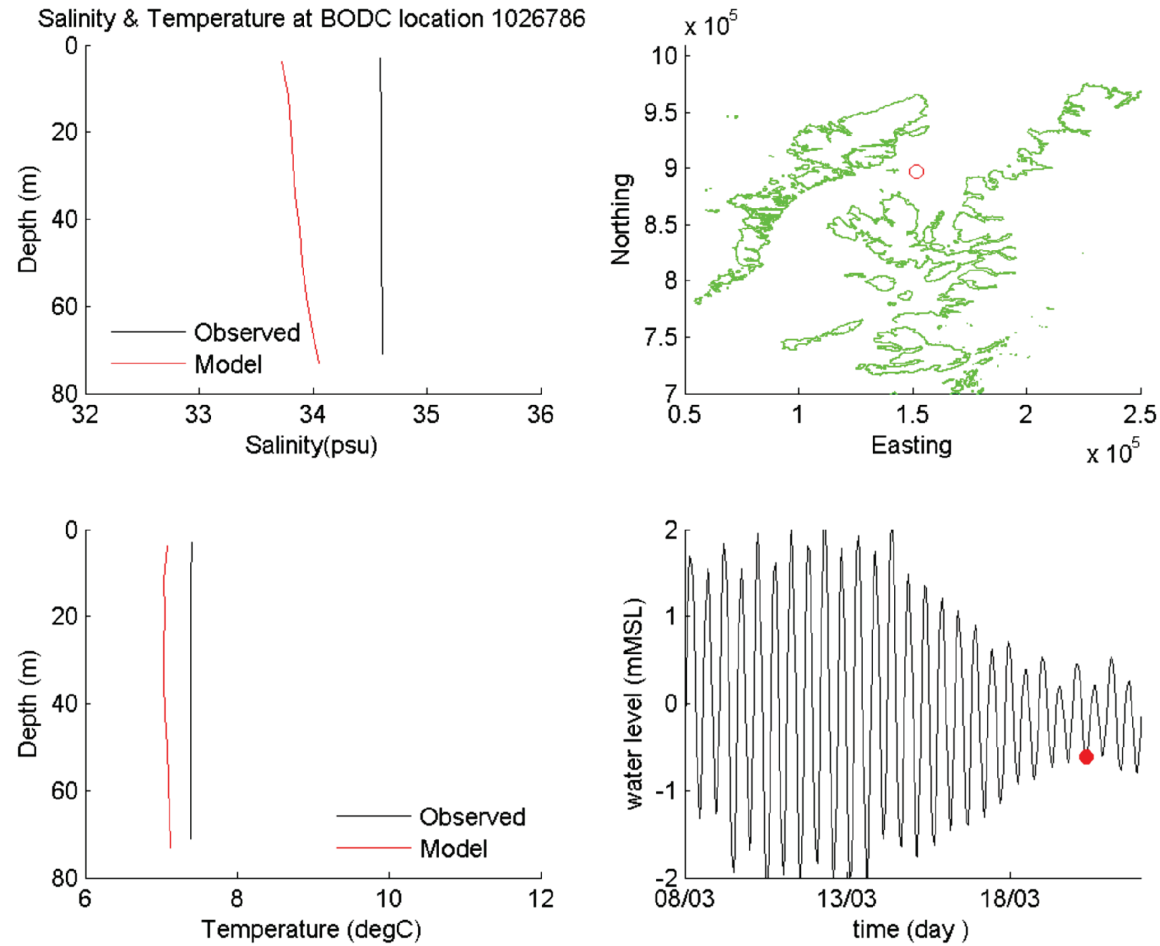 Salinity & Temperature at BODC location 1026786
0
20
40
60
80
Depth (m)
Observed
Model
32
33
34
35
36
Salinity(psu)
x 10^5
10
9.5
9
8.5
8
7.5
7
Northing
0.5
1
1.5
2
2.5
Easting
x 10^5
0
20
40
60
80
Depth (m)
Observed
Model
6
8
10
12
Temperature (degC)
2
1
0
-1
-2
water level (mMSL)
08/03
13/03
18/03
time (day )